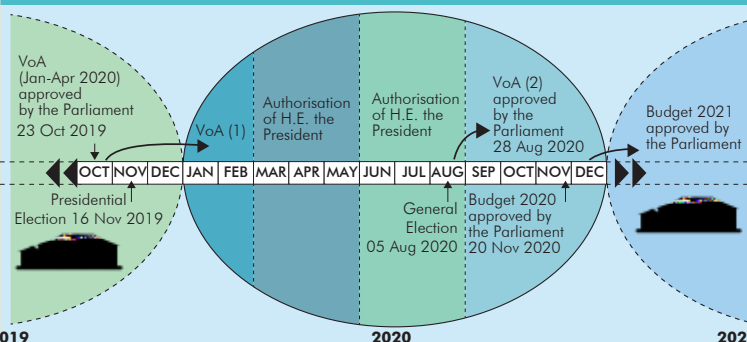 VoA
(Jan-Apr 2020)
approved
by the Parliament
23 Oct 2019
VoA (1)
Authorisation
of H.E. the
President
Authorisation
of H.E. the
President
VoA (2)
approved
by the
Parliament
28 Aug 2020
Budget 2021
approved by
the Parliament
OCT NOV DEC JAN FEB MAR APR MAY JUN JUL AUG SEP OCT NOV DEC
Presidential
Election 16 Nov 2019
General
Election
05 Aug 2020
Budget 2020
approved by
the Parliament
20 Nov 2020
019 2020 202